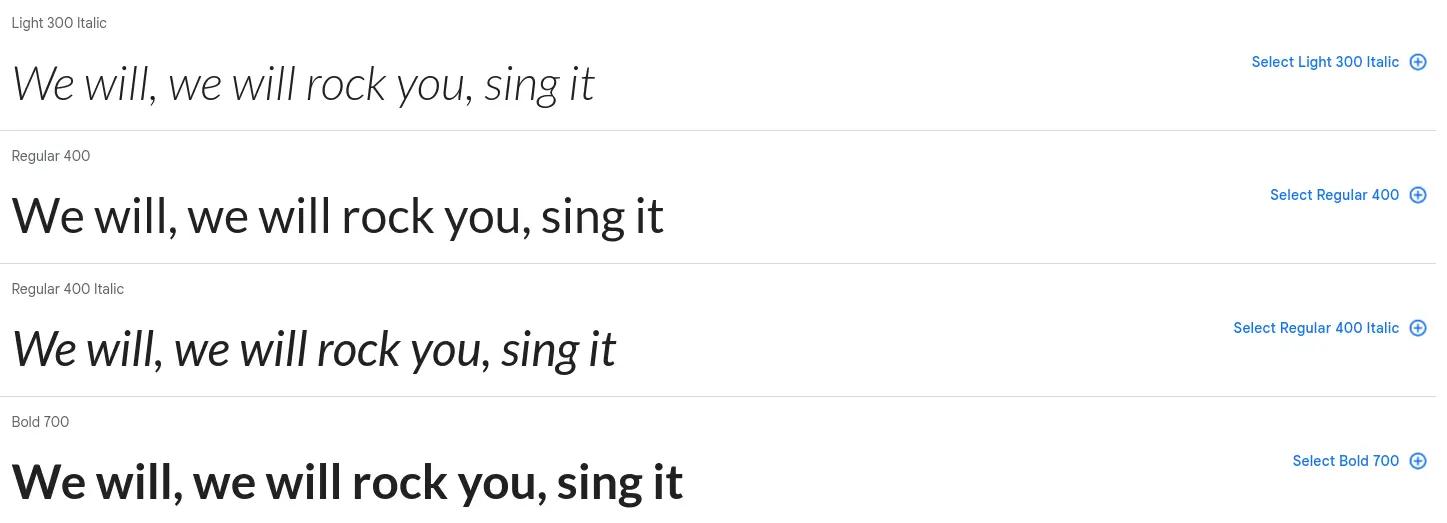 Light 300 Italic
We will, we will rock you, sing it
Select Light 300 Italic
Regular 400
We will, we will rock you, sing it
Select Regular 400
Regular 400 Italic
We will, we will rock you, sing it
Select Regular 400 Italic
Bold 700
We will, we will rock you, sing it
Select Bold 700